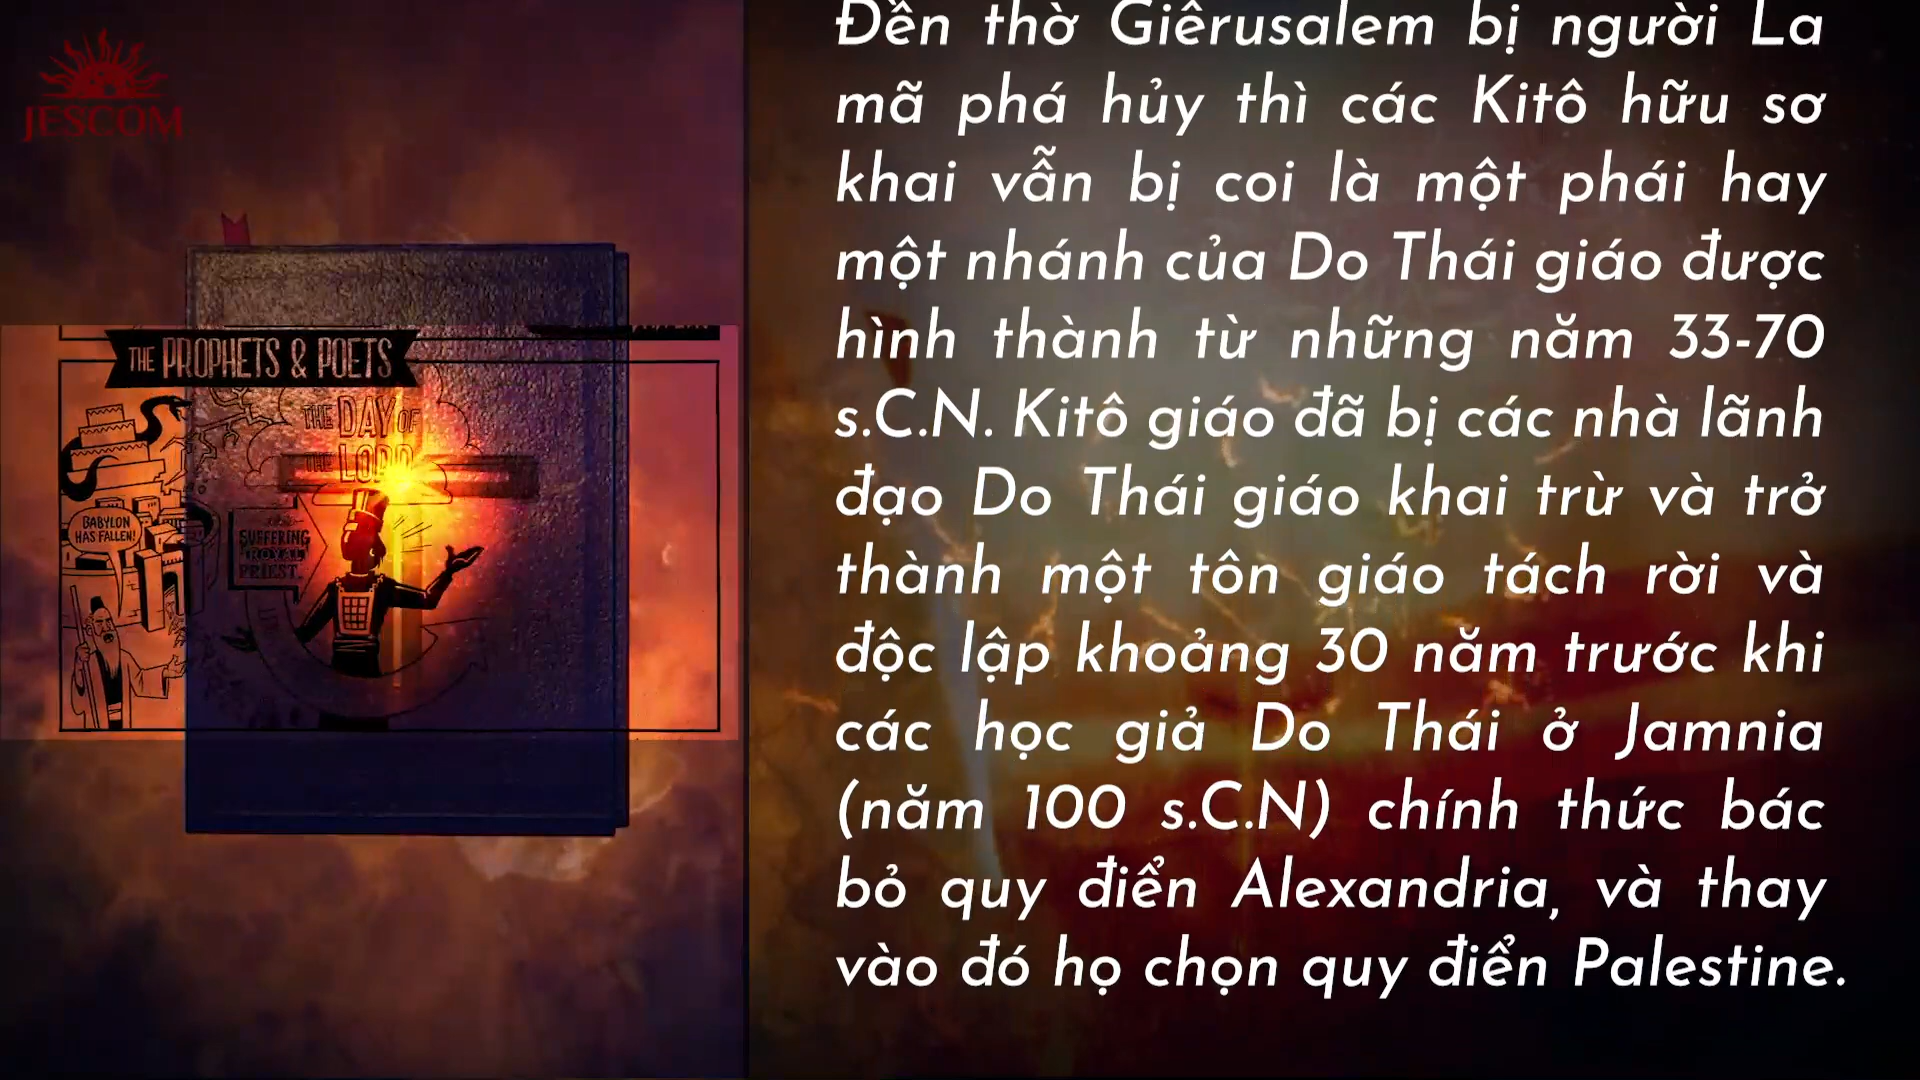 JESCOM
THE PROPHETS & POETS
THE DAY OF
THE LORD
BABYLON
HAS FALLEN!
SUFFERING
ROYAL
PRIEST
Đền thờ Giêrusalem bị người La
mã phá hủy thì các Kitô hữu sơ
khai vẫn bị coi là một phái hay
một nhánh của Do Thái giáo được
hình thành từ những năm 33-70
s.C.N. Kitô giáo đã bị các nhà lãnh
đạo Do Thái giáo khai trừ và trở
thành một tôn giáo tách rời và
độc lập khoảng 30 năm trước khi
các học giả Do Thái ở Jamnia
(năm 100 s.C.N) chính thức bác
bỏ quy điển Alexandria, và thay
vào đó họ chọn quy điển Palestine.